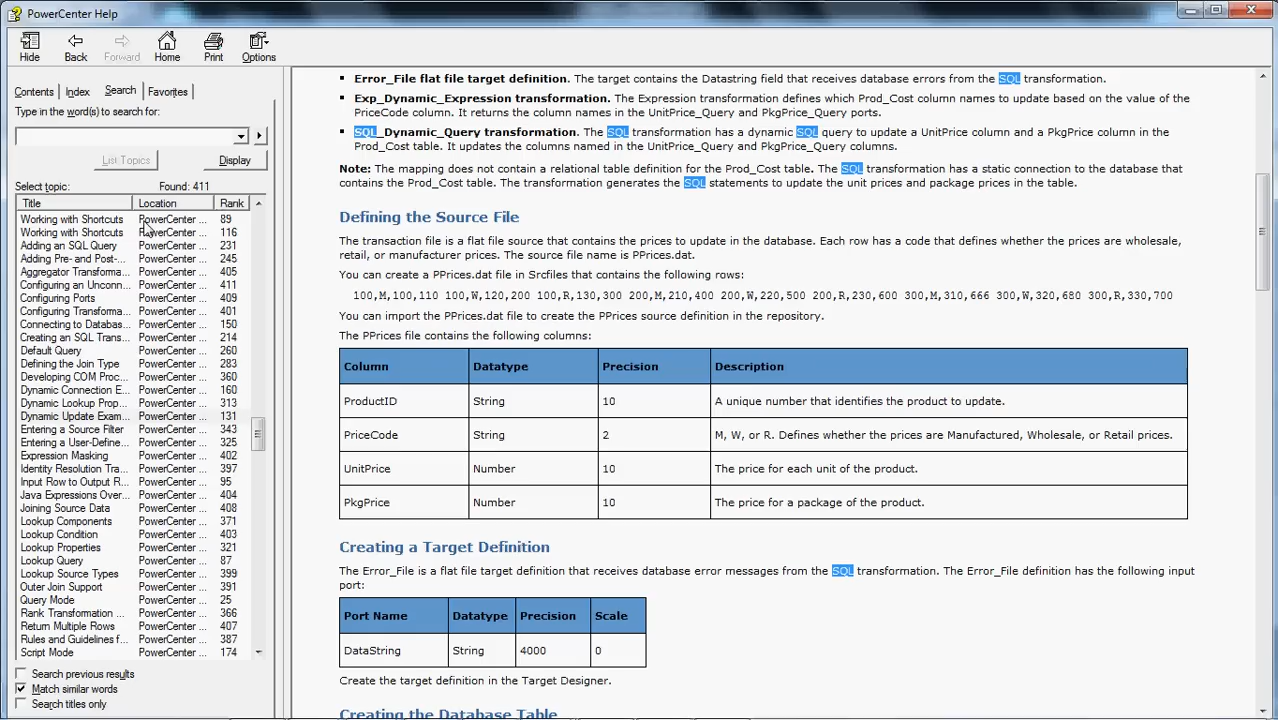 PowerCenter Help
Hide
Back
Forward
Home
Print
Options
Contents
Index
Search
Favorites
Type in the word(s) to search for:
List Topics
Display
Select topic:
Found: 411
Title Location Rank
Working with Shortcuts PowerCenter ... 89
Working with Shortcuts PowerCenter ... 116
Adding an SQL Query PowerCenter ... 231
Adding Pre- and Post-... PowerCenter ... 245
Aggregator Transforma... PowerCenter ... 405
Configuring an Unconn... PowerCenter ... 411
Configuring Ports PowerCenter ... 409
Configuring Transforma... PowerCenter ... 401
Connecting to Databas... PowerCenter ... 150
Creating an SQL Trans... PowerCenter ... 214
Default Query PowerCenter ... 260
Defining the Join Type PowerCenter ... 283
Developing COM Proc... PowerCenter ... 360
Dynamic Connection E... PowerCenter ... 160
Dynamic Lookup Prop... PowerCenter ... 313
Dynamic Update Exam... PowerCenter ... 131
Entering a Source Filter PowerCenter ... 343
Entering a User-Define... PowerCenter ... 325
Expression Masking PowerCenter ... 402
Identity Resolution Tra... PowerCenter ... 397
Input Row to Output R... PowerCenter ... 95
Java Expressions Over... PowerCenter ... 404
Joining Source Data PowerCenter ... 408
Lookup Components PowerCenter ... 371
Lookup Condition PowerCenter ... 403
Lookup Properties PowerCenter ... 321
Lookup Query PowerCenter ... 87
Lookup Source Types PowerCenter ... 399
Outer Join Support PowerCenter ... 391
Query Mode PowerCenter ... 25
Rank Transformation ... PowerCenter ... 366
Return Multiple Rows PowerCenter ... 407
Rules and Guidelines f... PowerCenter ... 387
Script Mode PowerCenter ... 174
Search previous results
Match similar words
Search titles only
Error_File flat file target definition. The target contains the Datastring field that receives database errors from the SQL transformation.
Exp_Dynamic_Expression transformation. The Expression transformation defines which Prod_Cost column names to update based on the value of the
PriceCode column. It returns the column names in the UnitPrice_Query and PkgPrice_Query ports.
SQL_Dynamic_Query transformation. The SQL transformation has a dynamic SQL query to update a UnitPrice column and a PkgPrice column in the
Prod_Cost table. It updates the columns named in the UnitPrice_Query and PkgPrice_Query columns.
Note: The mapping does not contain a relational table definition for the Prod_Cost table. The SQL transformation has a static connection to the database that
contains the Prod_Cost table. The transformation generates the SQL statements to update the unit prices and package prices in the table.
Defining the Source File
The transaction file is a flat file source that contains the prices to update in the database. Each row has a code that defines whether the prices are wholesale,
retail, or manufacturer prices. The source file name is PPrices.dat.
You can create a PPrices.dat file in Srcfiles that contains the following rows:
100,M,100,110 100,W,120,200 100,R,130,300 200,M,210,400 200,W,220,500 200,R,230,600 300,M,310,666 300,W,320,680 300,R,330,700
You can import the PPrices.dat file to create the PPrices source definition in the repository.
The PPrices file contains the following columns:
Column Datatype Precision Description
ProductID String 10 A unique number that identifies the product to update.
PriceCode String 2 M, W, or R. Defines whether the prices are Manufactured, Wholesale, or Retail prices.
UnitPrice Number 10 The price for each unit of the product.
PkgPrice Number 10 The price for a package of the product.
Creating a Target Definition
The Error_File is a flat file target definition that receives database error messages from the SQL transformation. The Error_File definition has the following input
port:
Port Name Datatype Precision Scale
DataString String 4000 0
Create the target definition in the Target Designer.
Creating the Database Table